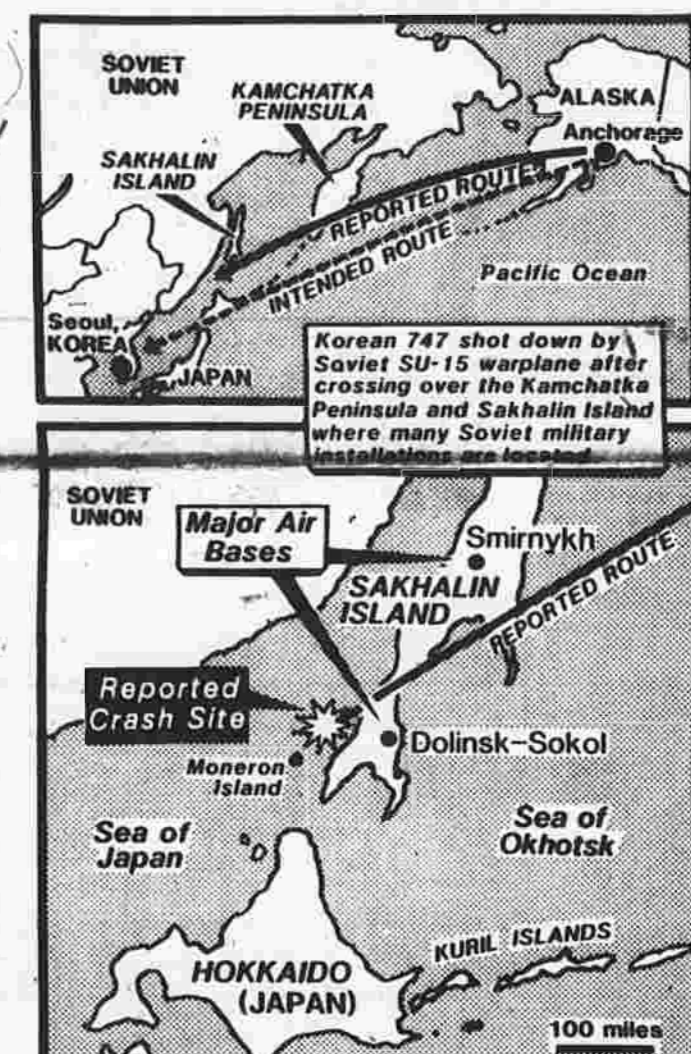 SOVIET
UNION
KAMCHATKA
PENINSULA
ALASKA
Anchorage
SAKHALIN
ISLAND
REPORTED ROUTE
INTENDED ROUTE
Pacific Ocean
Seoul,
KOREA
JAPAN
Korean 747 shot down by
Soviet SU-15 warplane after
crossing over the Kamchatka
Peninsula and Sakhalin Island
where many Soviet military
installations are located
SOVIET
UNION
Major Air
Bases
Smirnykh
SAKHALIN
ISLAND
REPORTED ROUTE
Reported
Crash Site
Dolinsk-Sokol
Moneron
Island
Sea of
Japan
Sea of
Okhotsk
KURIL ISLANDS
HOKKAIDO
(JAPAN)
100 miles